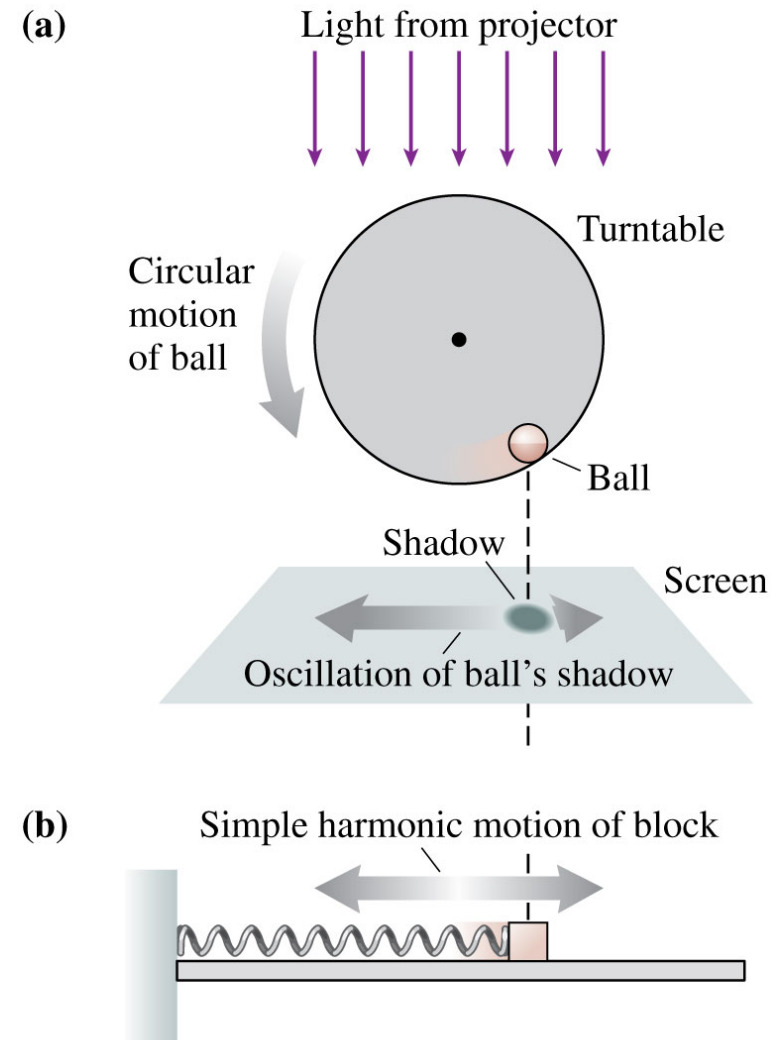 (a)
Light from projector
Turntable
Circular
motion
of ball
Ball
Shadow
Screen
Oscillation of ball’s shadow
(b)
Simple harmonic motion of block